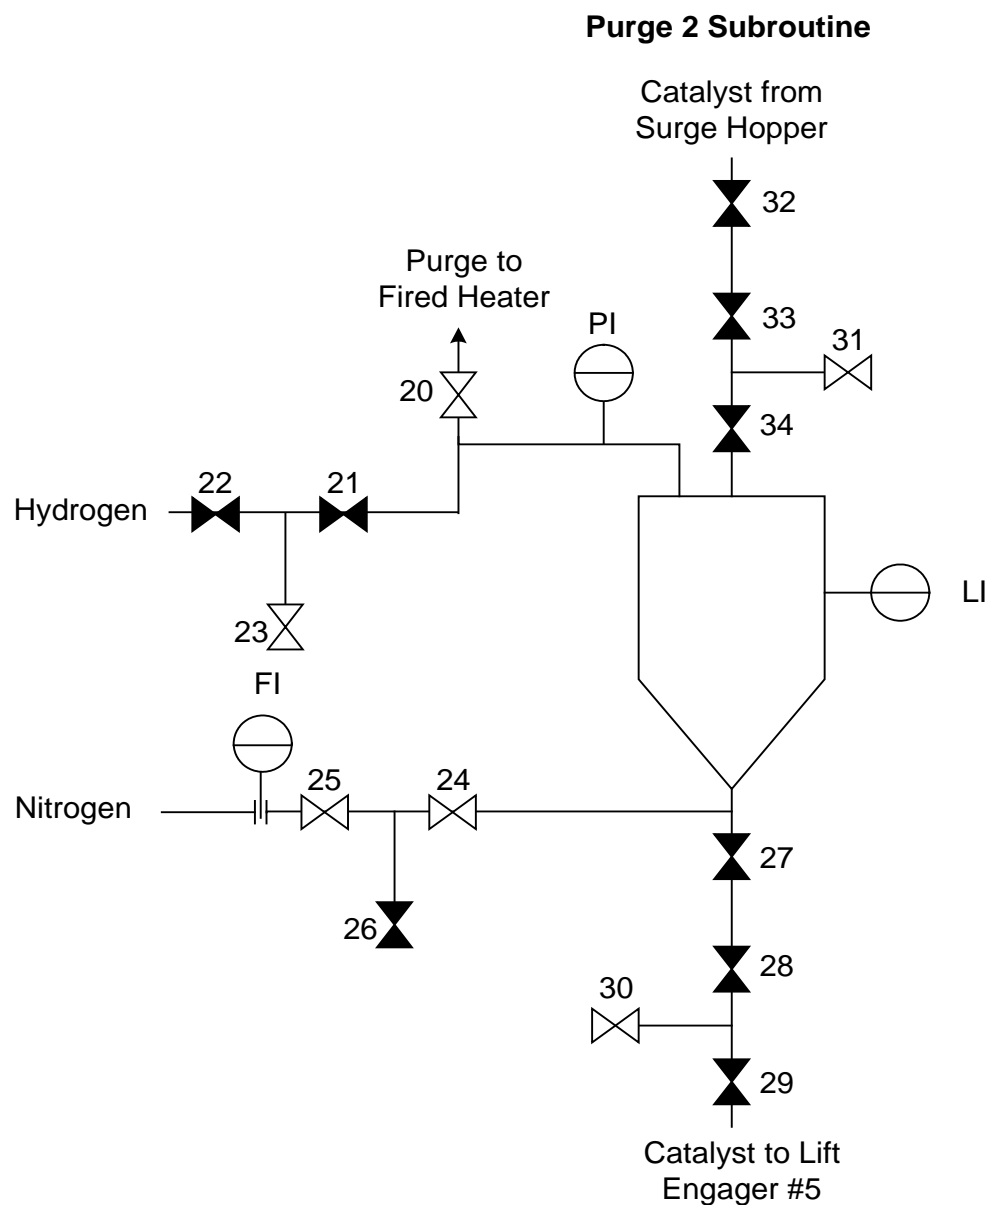 Purge 2 Subroutine
Catalyst from
Surge Hopper
32
Purge to
Fired Heater
33
PI
31
20
34
22
21
Hydrogen
LI
23
FI
25
24
Nitrogen
27
26
28
30
29
Catalyst to Lift
Engager #5